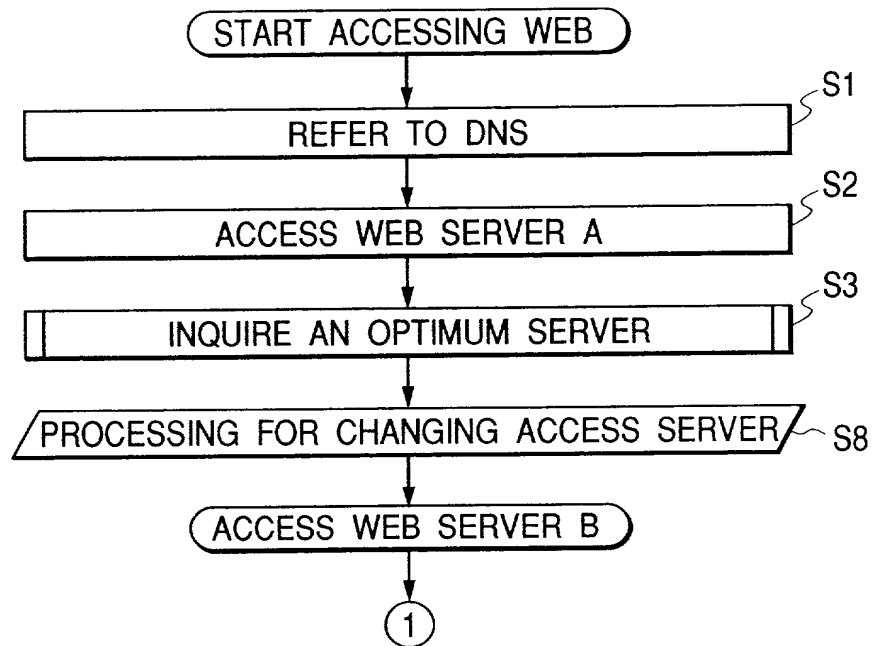 START ACCESSING WEB
S1
REFER TO DNS
S2
ACCESS WEB SERVER A
S3
INQUIRE AN OPTIMUM SERVER
PROCESSING FOR CHANGING ACCESS SERVER
S8
ACCESS WEB SERVER B
1